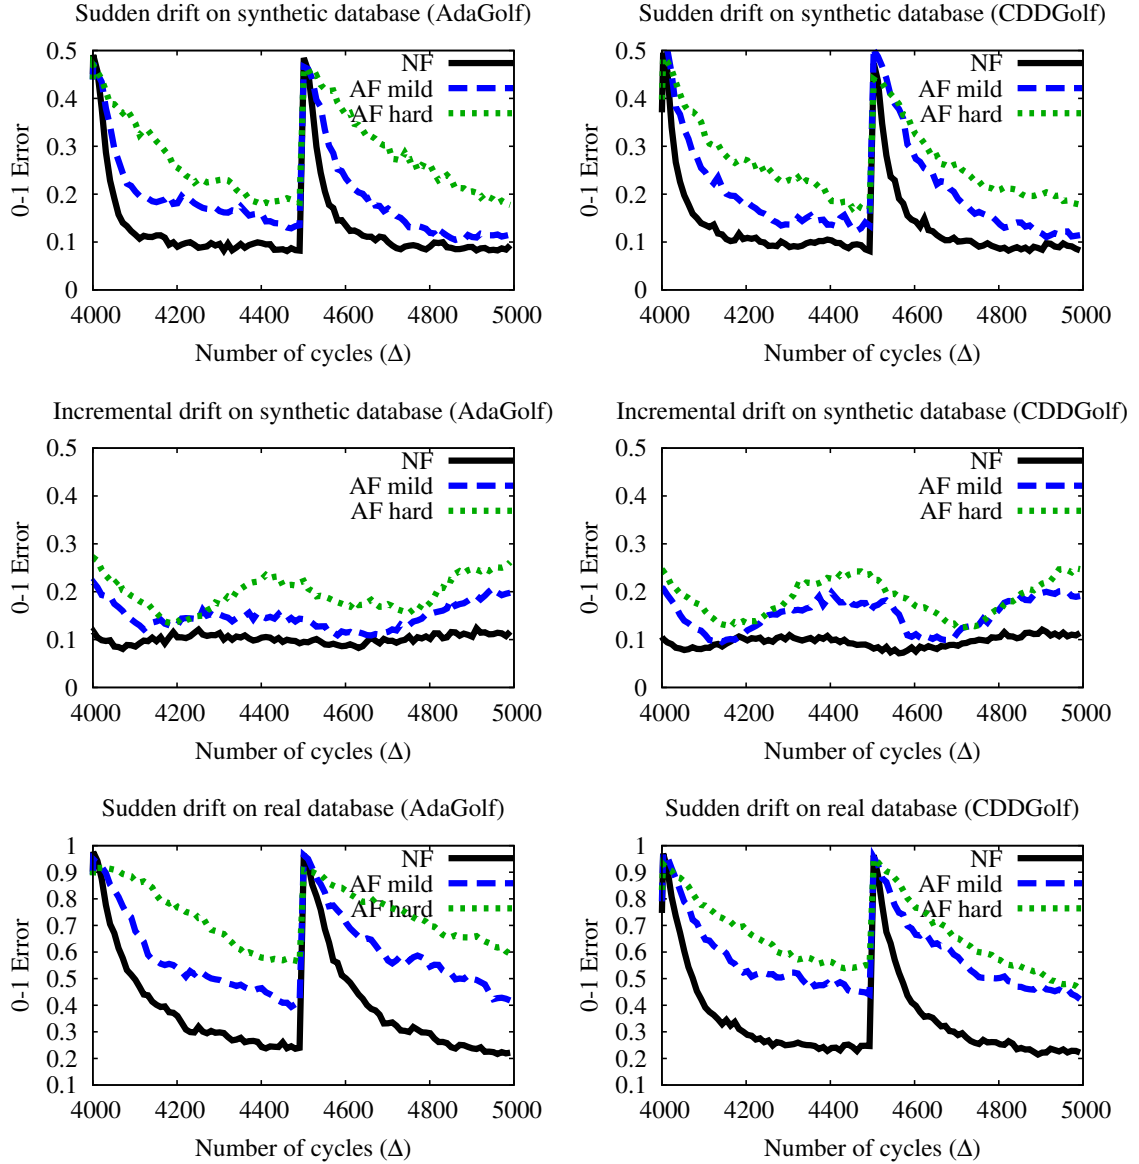 Sudden drift on synthetic database (AdaGolf)
0.5
0.4
0.3
0.2
0.1
0
0-1 Error
NF
AF mild
AF hard
4000 4200 4400 4600 4800 5000
Number of cycles (Δ)
Sudden drift on synthetic database (CDDGolf)
0.5
0.4
0.3
0.2
0.1
0
0-1 Error
NF
AF mild
AF hard
4000 4200 4400 4600 4800 5000
Number of cycles (Δ)
Incremental drift on synthetic database (AdaGolf)
0.5
0.4
0.3
0.2
0.1
0
0-1 Error
NF
AF mild
AF hard
4000 4200 4400 4600 4800 5000
Number of cycles (Δ)
Incremental drift on synthetic database (CDDGolf)
0.5
0.4
0.3
0.2
0.1
0
0-1 Error
NF
AF mild
AF hard
4000 4200 4400 4600 4800 5000
Number of cycles (Δ)
Sudden drift on real database (AdaGolf)
1
0.9
0.8
0.7
0.6
0.5
0.4
0.3
0.2
0.1
0-1 Error
NF
AF mild
AF hard
4000 4200 4400 4600 4800 5000
Number of cycles (Δ)
Sudden drift on real database (CDDGolf)
1
0.9
0.8
0.7
0.6
0.5
0.4
0.3
0.2
0.1
0-1 Error
NF
AF mild
AF hard
4000 4200 4400 4600 4800 5000
Number of cycles (Δ)